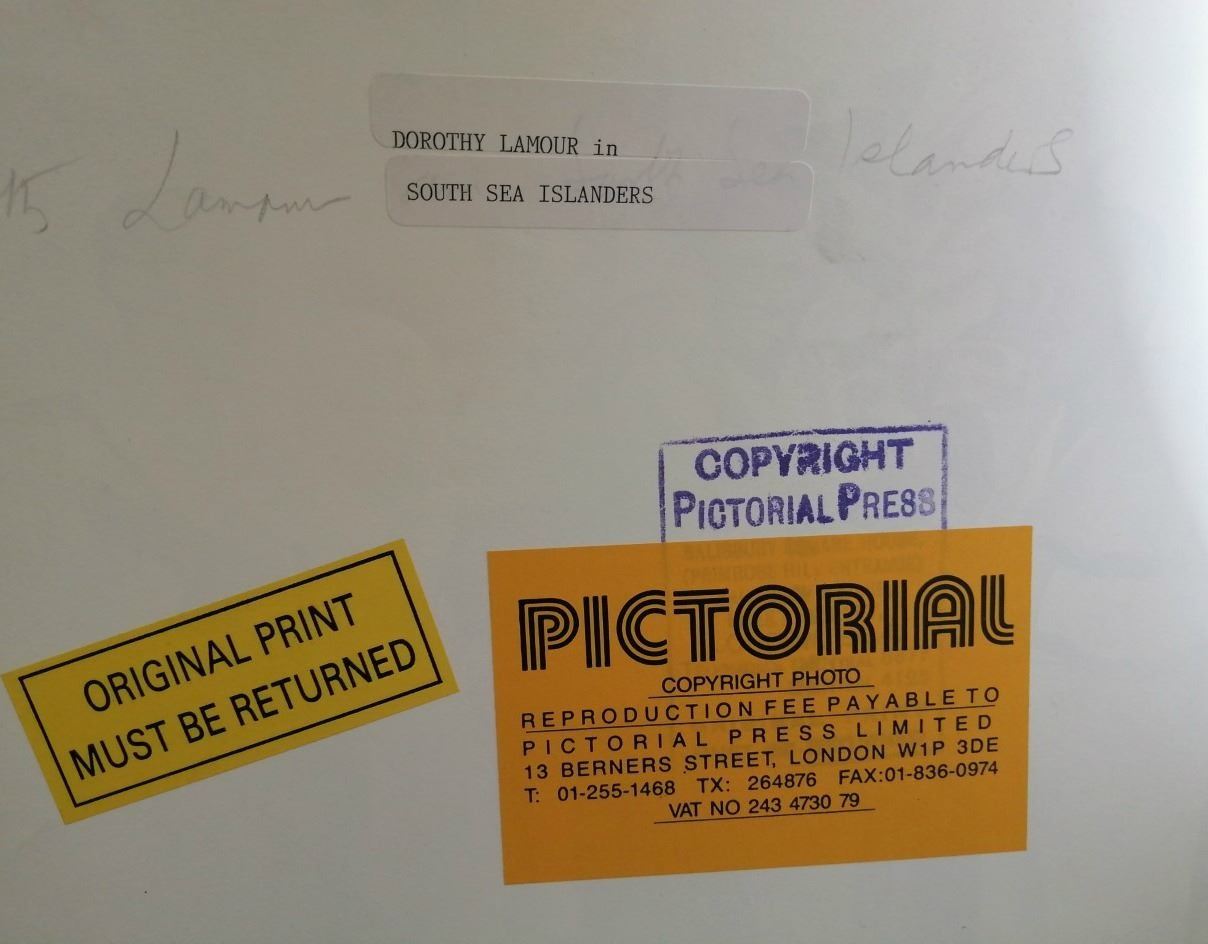 DOROTHY LAMOUR in
Lamour
Sea Islanders
SOUTH SEA ISLANDERS
COPYRIGHT
PICTORIAL PRESS
ORIGINAL PRINT
MUST BE RETURNED
PICTORIAL
COPYRIGHT PHOTO
REPRODUCTION FEE PAYABLE TO
PICTORIAL PRESS LIMITED
13 BERNERS STREET, LONDON W1P 3DE
T: 01-255-1468 TX: 264876 FAX:01-836-0974
VAT NO 243 4730 79